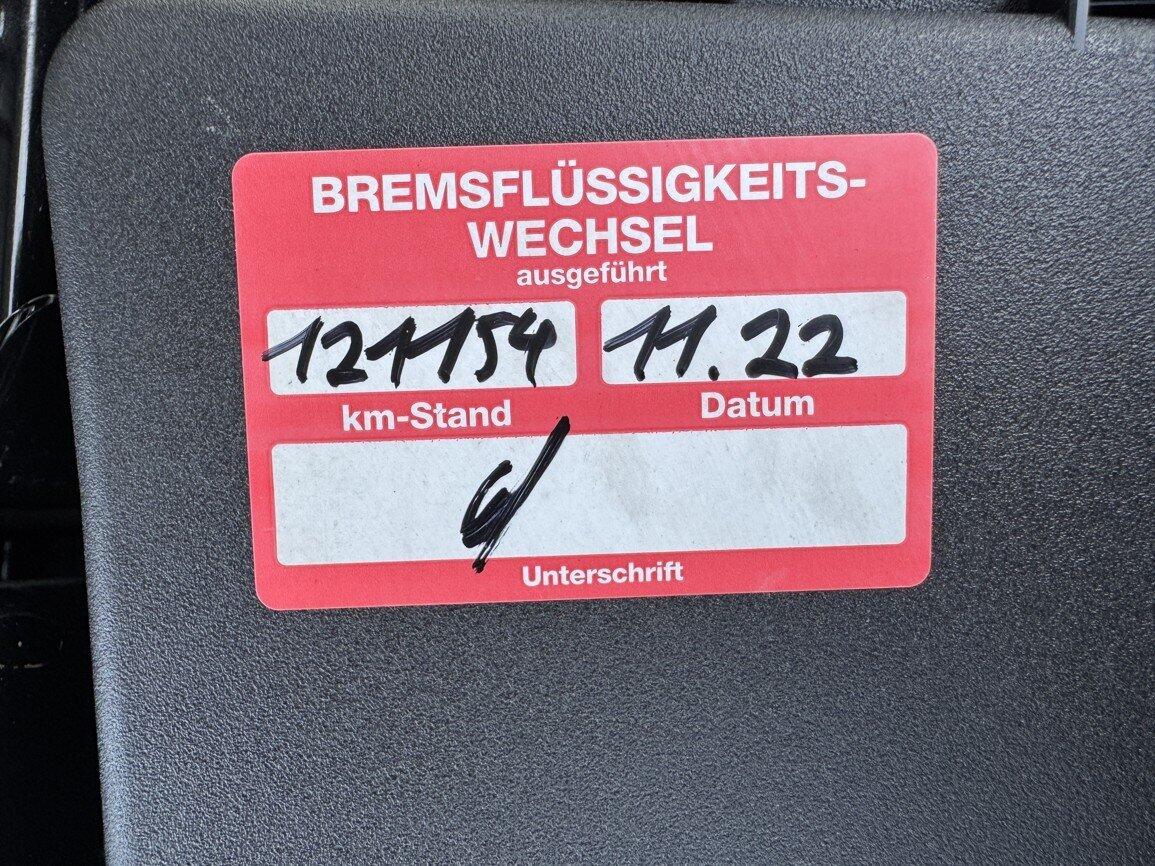 BREMSFLÜSSIGKEITS-
WECHSEL
ausgeführt
121154 11.22
km-Stand Datum
Unterschrift